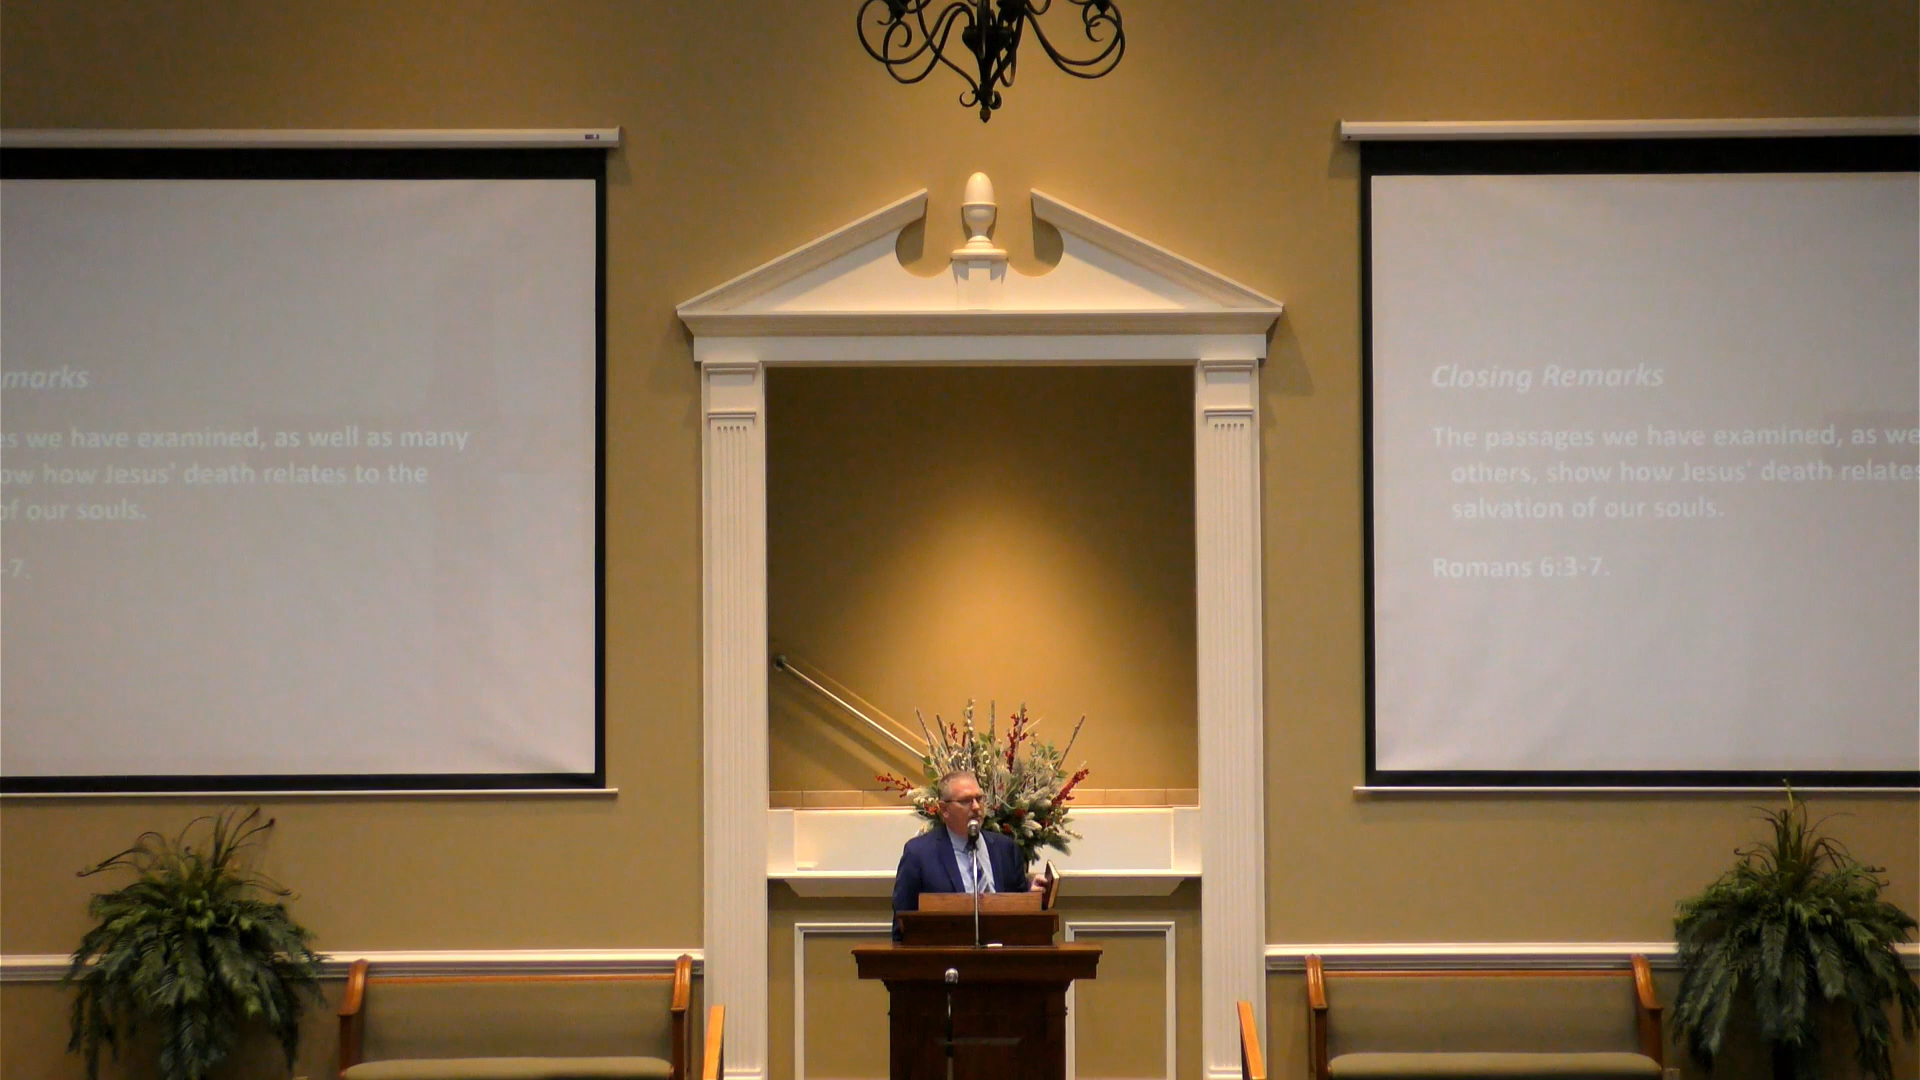 marks
es we have examined, as well as many
ow how Jesus' death relates to the
of our souls.
-7.
Closing Remarks
The passages we have examined, as we
others, show how Jesus' death relates
salvation of our souls.
Romans 6:3-7.